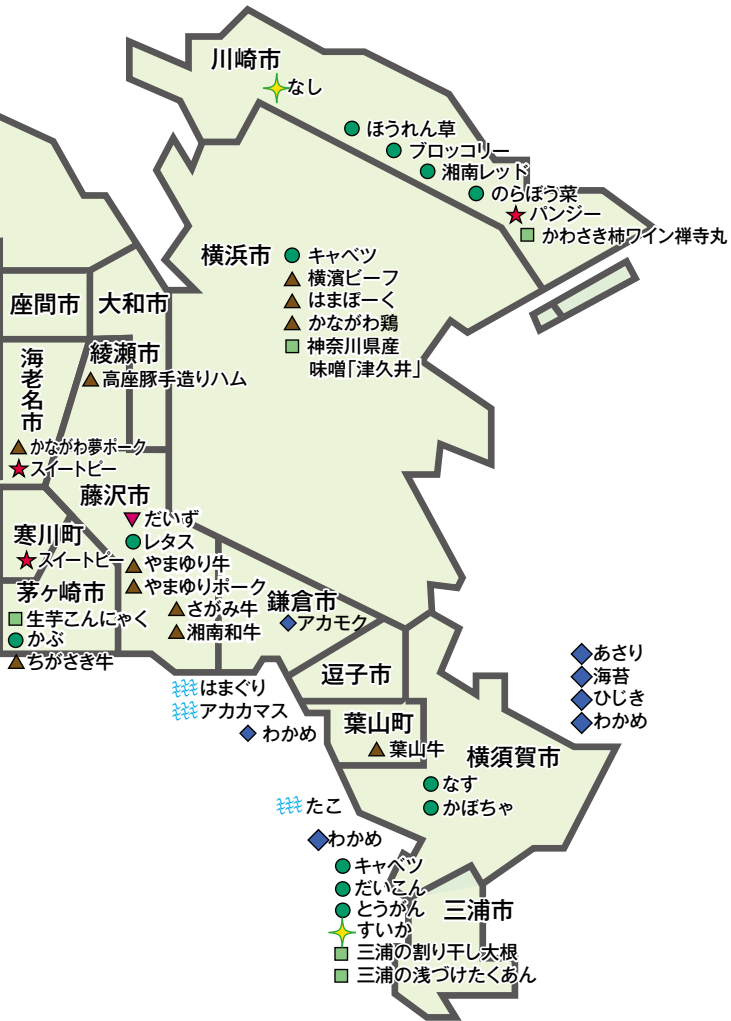 川崎市
なし
ほうれん草
ブロッコリー
湘南レッド
のらぼう菜
パンジー
かわさき柿ワイン禅寺丸
横浜市
キャベツ
横濱ビーフ
はまぽーく
かながわ鶏
神奈川県産
味噌「津久井」
座間市
大和市
綾瀬市
高座豚手造りハム
海老名市
かながわ夢ポーク
スイートピー
藤沢市
だいず
レタス
やまゆり牛
やまゆりポーク
さがみ牛
湘南和牛
寒川町
スイートピー
茅ヶ崎市
生芋こんにゃく
かぶ
ちがさき牛
鎌倉市
アカモク
はまぐり
アカカマス
わかめ
逗子市
葉山町
葉山牛
あさり
海苔
ひじき
わかめ
横須賀市
なす
かぼちゃ
たこ
わかめ
キャベツ
だいこん
とうがん
すいか
三浦の割り干し大根
三浦の浅づけたくあん
三浦市